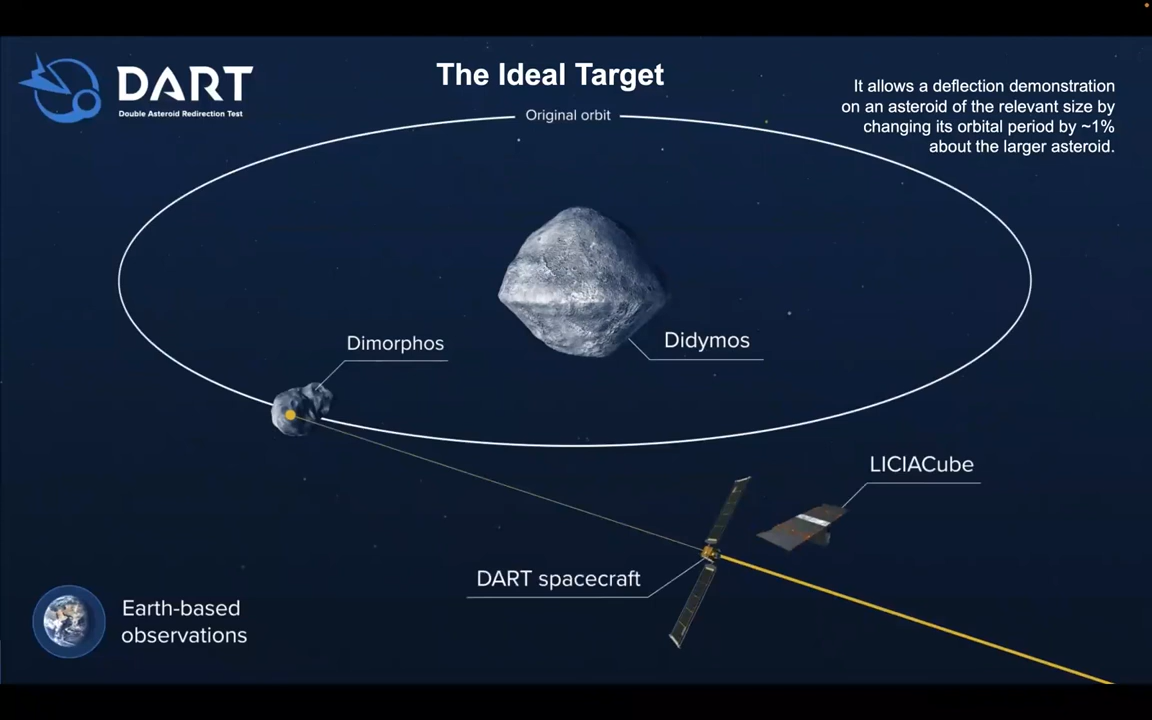 DART
Double Asteroid Redirection Test
The Ideal Target
Original orbit
It allows a deflection demonstration
on an asteroid of the relevant size by
changing its orbital period by ~1%
about the larger asteroid.
Dimorphos
Didymos
LICIACube
DART spacecraft
Earth-based
observations